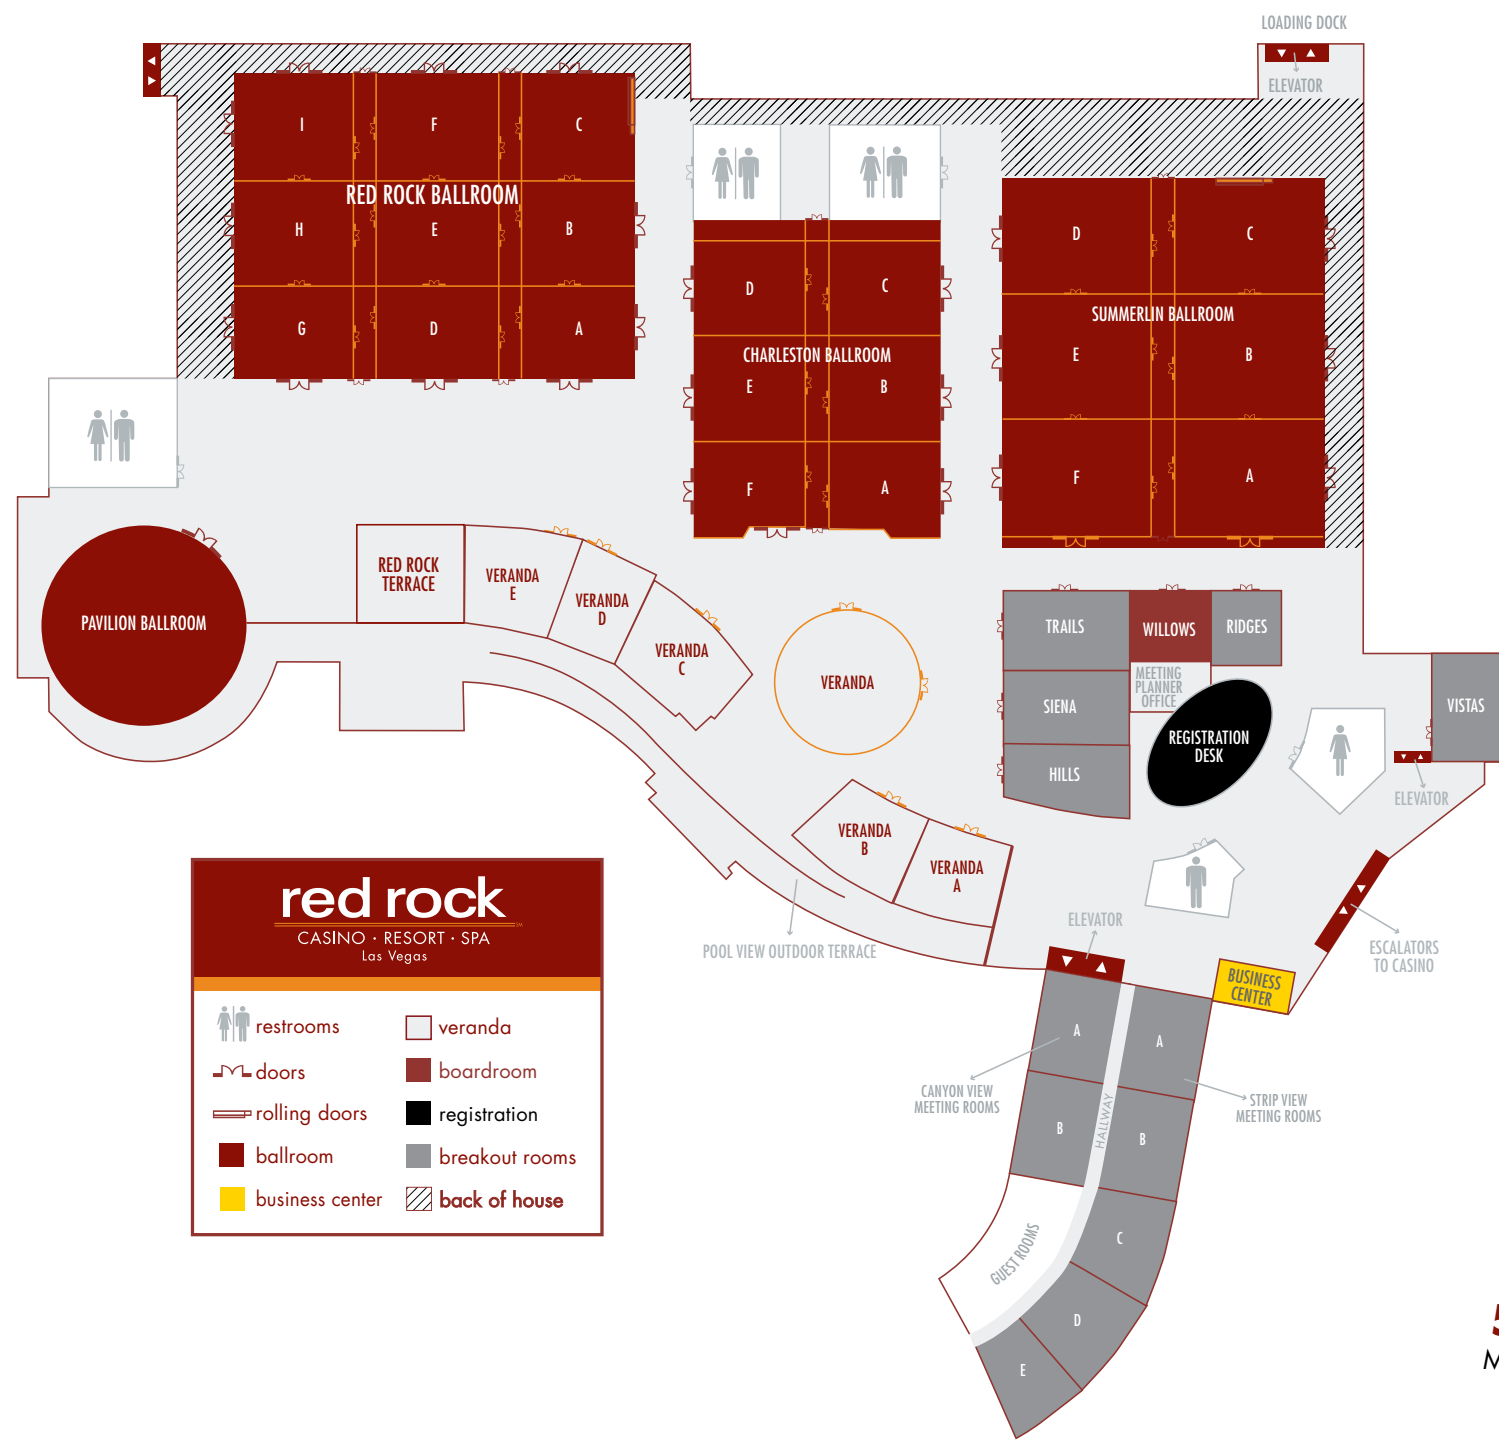 LOADING DOCK
ELEVATOR
I
F
C
RED ROCK BALLROOM
H
E
B
G
D
A
D
C
CHARLESTON BALLROOM
E
B
F
A
D
C
SUMMERLIN BALLROOM
E
B
F
A
PAVILION BALLROOM
RED ROCK
TERRACE
VERANDA
E
VERANDA
D
VERANDA
C
VERANDA
VERANDA
B
VERANDA
A
TRAILS
WILLOWS
RIDGES
MEETING
PLANNER
OFFICE
SIENA
HILLS
REGISTRATION
DESK
VISTAS
ELEVATOR
ESCALATORS
TO CASINO
BUSINESS
CENTER
ELEVATOR
POOL VIEW OUTDOOR TERRACE
A
A
CANYON VIEW
MEETING ROOMS
STRIP VIEW
MEETING ROOMS
B
B
HALLWAY
GUEST ROOMS
C
D
E
red rock
SM
CASINO · RESORT · SPA
Las Vegas
restrooms
veranda
doors
boardroom
rolling doors
registration
ballroom
breakout rooms
business center
back of house
M